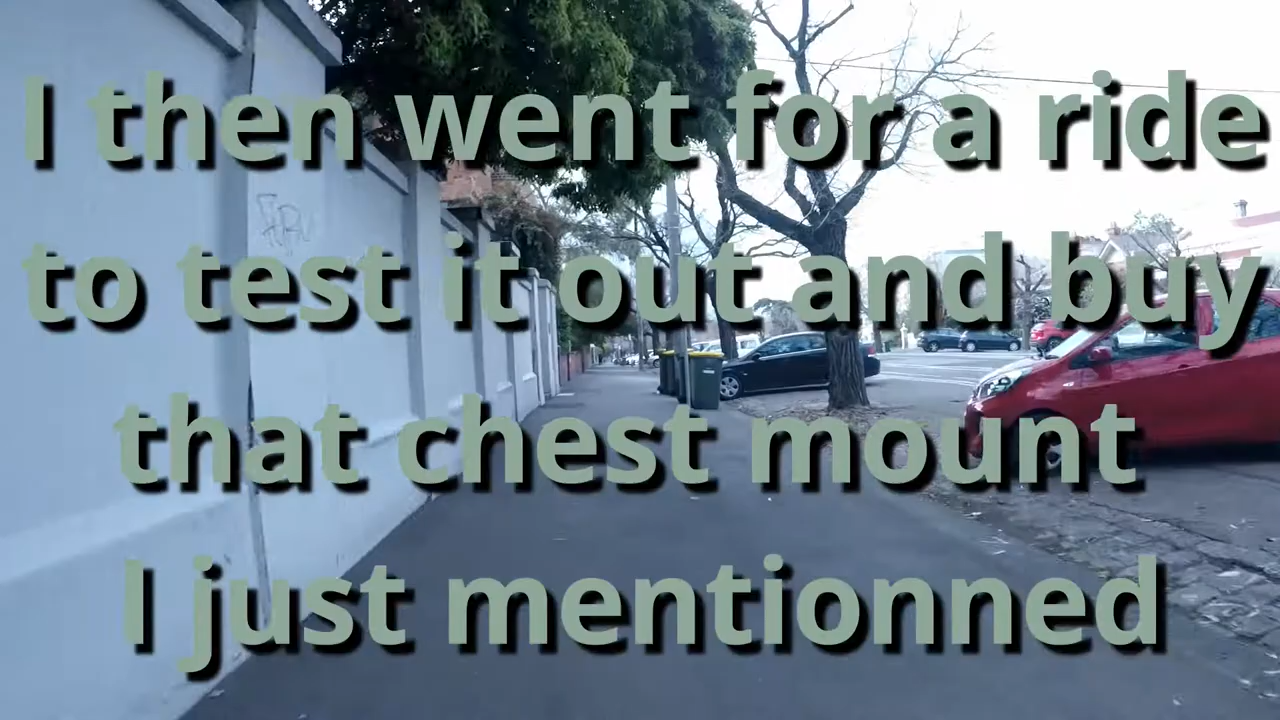 I then went for a ride
to test it out and buy
that chest mount
I just mentionned